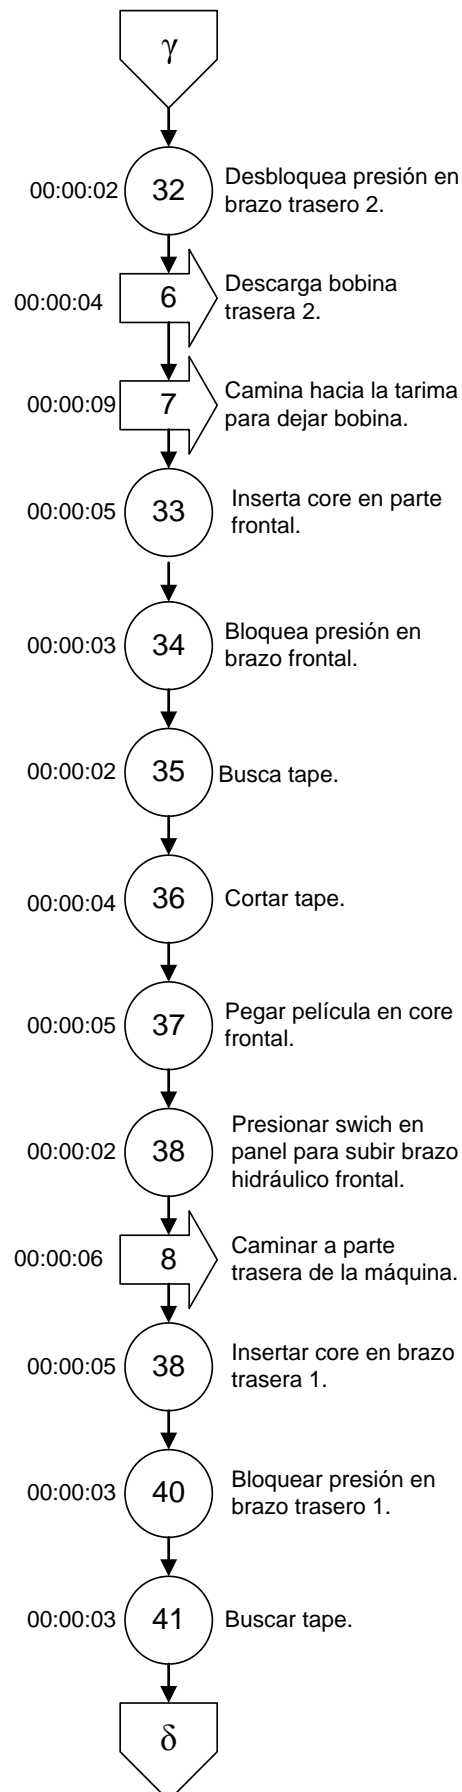 γ
00:00:02
32
Desbloquea presión en
brazo trasero 2.
00:00:04
6
Descarga bobina
trasera 2.
00:00:09
7
Camina hacia la tarima
para dejar bobina.
00:00:05
33
Inserta core en parte
frontal.
00:00:03
34
Bloquea presión en
brazo frontal.
00:00:02
35
Busca tape.
00:00:04
36
Cortar tape.
00:00:05
37
Pegar película en core
frontal.
00:00:02
38
Presionar swich en
panel para subir brazo
hidráulico frontal.
00:00:06
8
Caminar a parte
trasera de la máquina.
00:00:05
38
Insertar core en brazo
trasera 1.
00:00:03
40
Bloquear presión en
brazo trasero 1.
00:00:03
41
Buscar tape.
δ